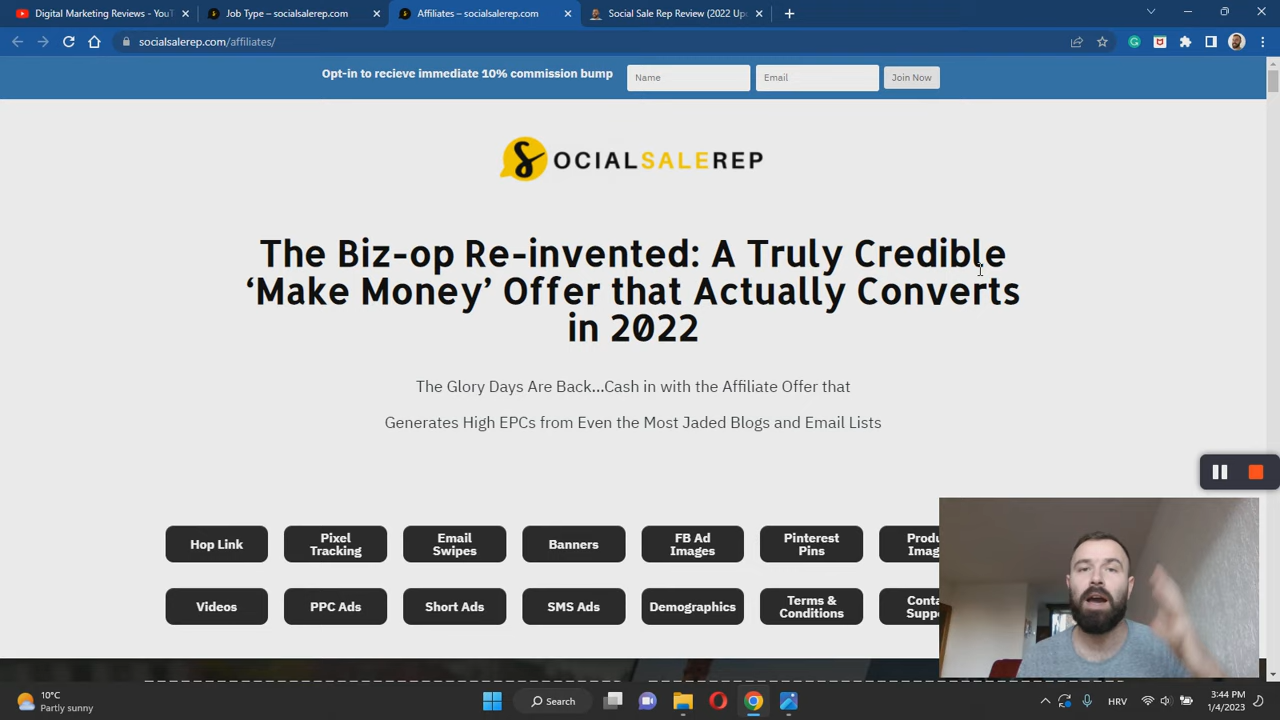 Digital Marketing Reviews - YouT
Job Type – socialsalerep.com
Affiliates – socialsalerep.com
Social Sale Rep Review (2022 Up
socialsalerep.com/affiliates/
Opt-in to recieve immediate 10% commission bump
Name
Email
Join Now
SOCIALSALEREP
The Biz-op Re-invented: A Truly Credible
‘Make Money’ Offer that Actually Converts
in 2022
The Glory Days Are Back...Cash in with the Affiliate Offer that
Generates High EPCs from Even the Most Jaded Blogs and Email Lists
Hop Link
Pixel
Tracking
Email
Swipes
Banners
FB Ad
Images
Pinterest
Pins
Produ
Imag
Videos
PPC Ads
Short Ads
SMS Ads
Demographics
Terms &
Conditions
Conta
Suppo
10°C
Partly sunny
Search
HRV
3:44 PM
1/4/2023